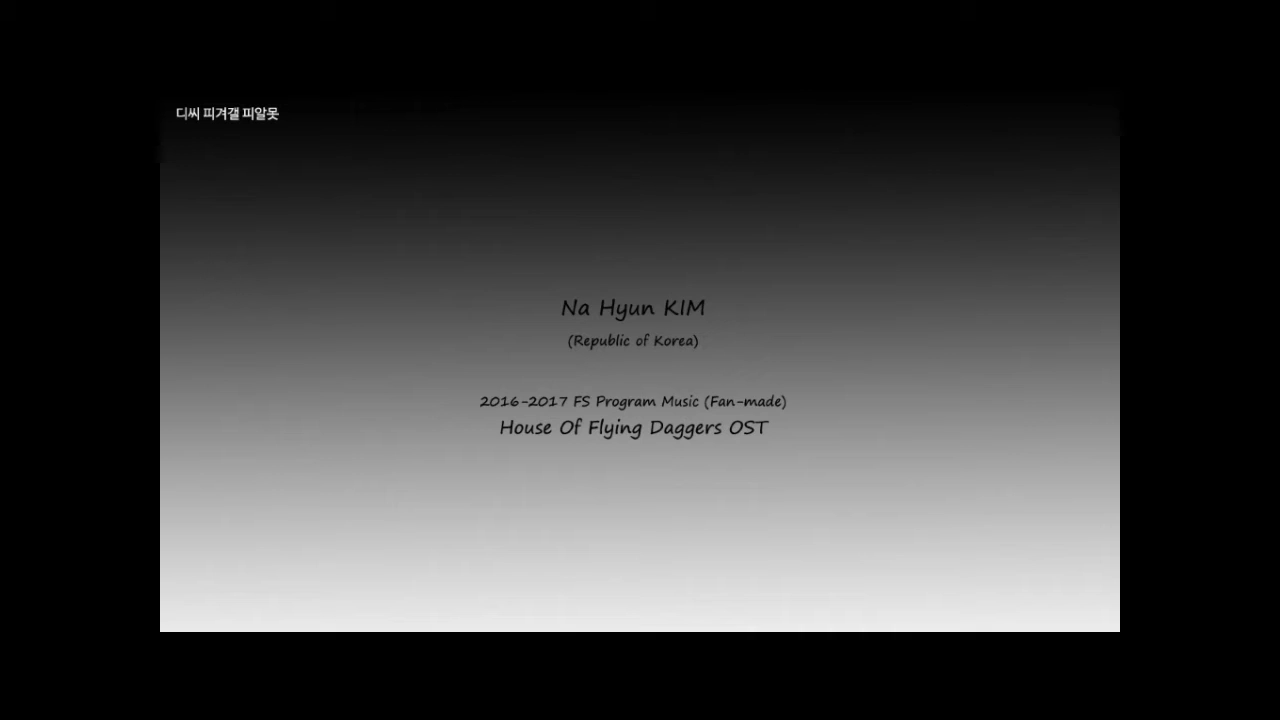 디씨 피겨갤 피알못
Na Hyun KIM
(Republic of Korea)
2016-2017 FS Program Music (Fan-made)
House Of Flying Daggers OST